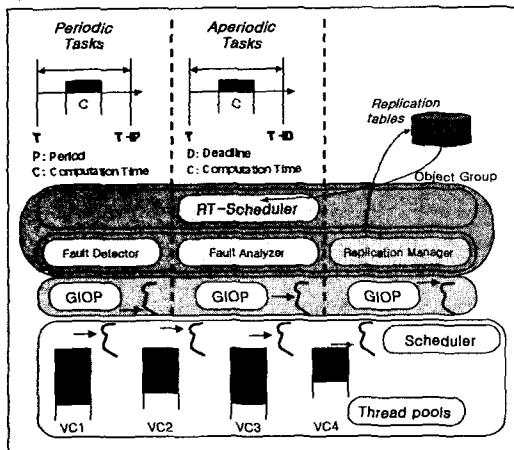 Periodic
Tasks
Aperiodic
Tasks
C
C
Replication
tables
T
T+P
T
T+D
P: Period
D: Deadline
C: Computation Time
C: Computation Time
Object Group
RT-Scheduler
Fault Detector
Fault Analyzer
Replication Manager
GIOP
GIOP
GIOP
Scheduler
Thread pools
VC1
VC2
VC3
VC4